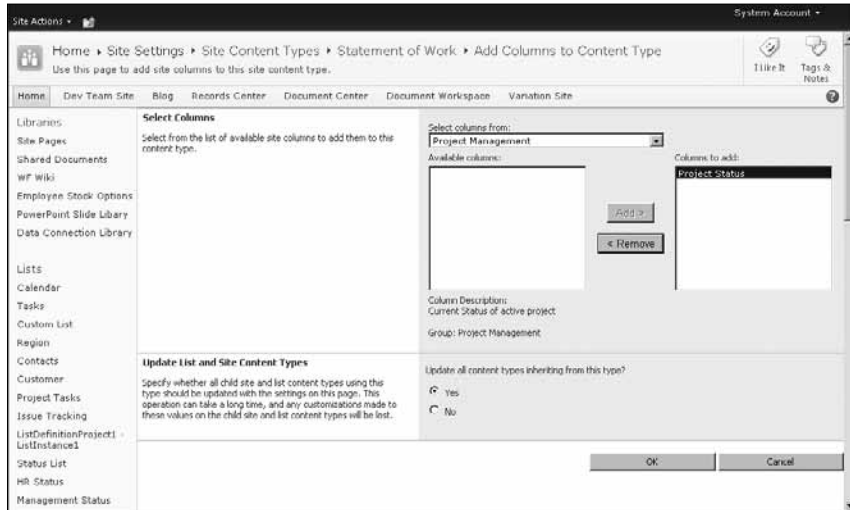 Site Actions
System Account
Home Site Settings Site Content Types Statement of Work Add Columns to Content Type
Use this page to add site columns to this site content type.
I Like It
Tags &
Notes
Home Dev Team Site Blog Records Center Document Center Document Workspace Variation Site
Libraries
Site Pages
Shared Documents
WF Wiki
Employee Stock Options
PowerPoint Slide Libary
Data Connection Library
Lists
Calendar
Tasks
Custom List
Region
Contacts
Customer
Project Tasks
Issue Tracking
ListDefinitionProject1 -
ListInstance1
Status List
HR Status
Management Status
Select Columns
Select from the list of available site columns to add them to this
content type.
Select columns from:
Project Management
Available columns:
Columns to add:
Project Status
Add >
< Remove
Column Description:
Current Status of active project
Group: Project Management
Update List and Site Content Types
Specify whether all child site and list content types using this
type should be updated with the settings on this page. This
operation can take a long time, and any customizations made to
these values on the child site and list content types will be lost.
Update all content types inheriting from this type?
Yes
No
OK
Cancel